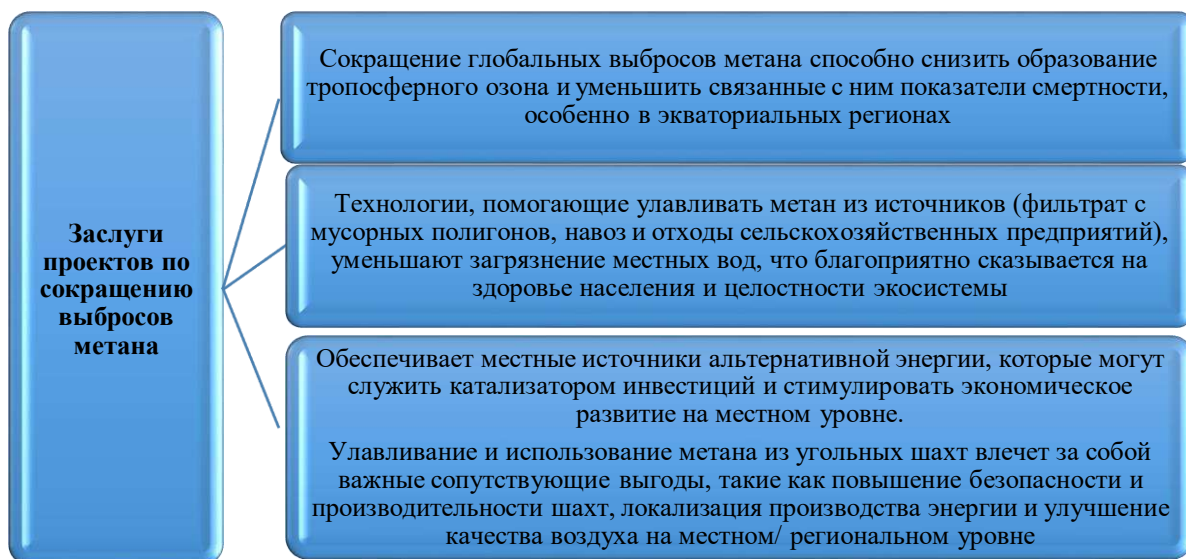 Заслуги
проектов по
сокращению
выбросов
метана
Сокращение глобальных выбросов метана способно снизить образование
тропосферного озона и уменьшить связанные с ним показатели смертности,
особенно в экваториальных регионах
Технологии, помогающие улавливать метан из источников (фильтрат с
мусорных полигонов, навоз и отходы сельскохозяйственных предприятий),
уменьшают загрязнение местных вод, что благоприятно сказывается на
здоровье населения и целостности экосистемы
Обеспечивает местные источники альтернативной энергии, которые могут
служить катализатором инвестиций и стимулировать экономическое
развитие на местном уровне.
Улавливание и использование метана из угольных шахт влечет за собой
важные сопутствующие выгоды, такие как повышение безопасности и
производительности шахт, локализация производства энергии и улучшение
качества воздуха на местном/ региональном уровне